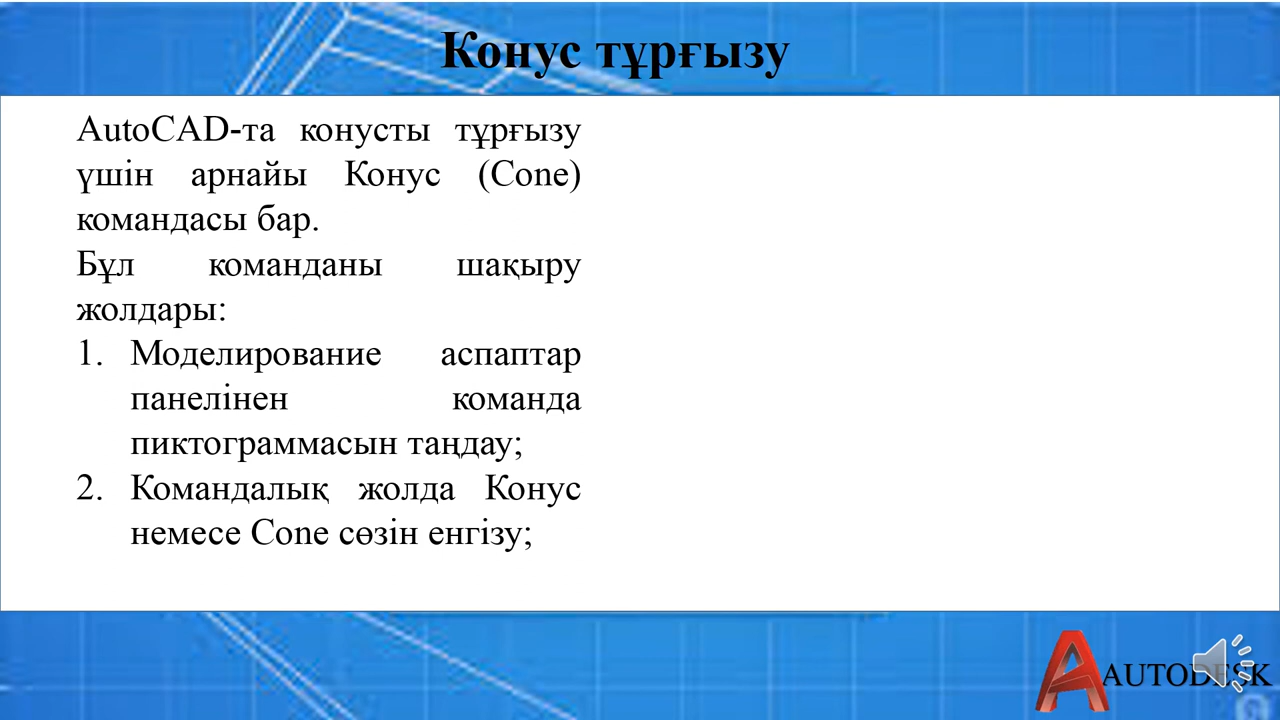 Конус тұрғызу
AutoCAD-та конусты тұрғызу
үшін арнайы Конус (Cone)
командасы бар.
Бұл команданы шақыру
жолдары:
1. Моделирование аспаптар
панелінен команда
пиктограммасын таңдау;
2. Командалық жолда Конус
немесе Cone сөзін енгізу;
AUTODESK